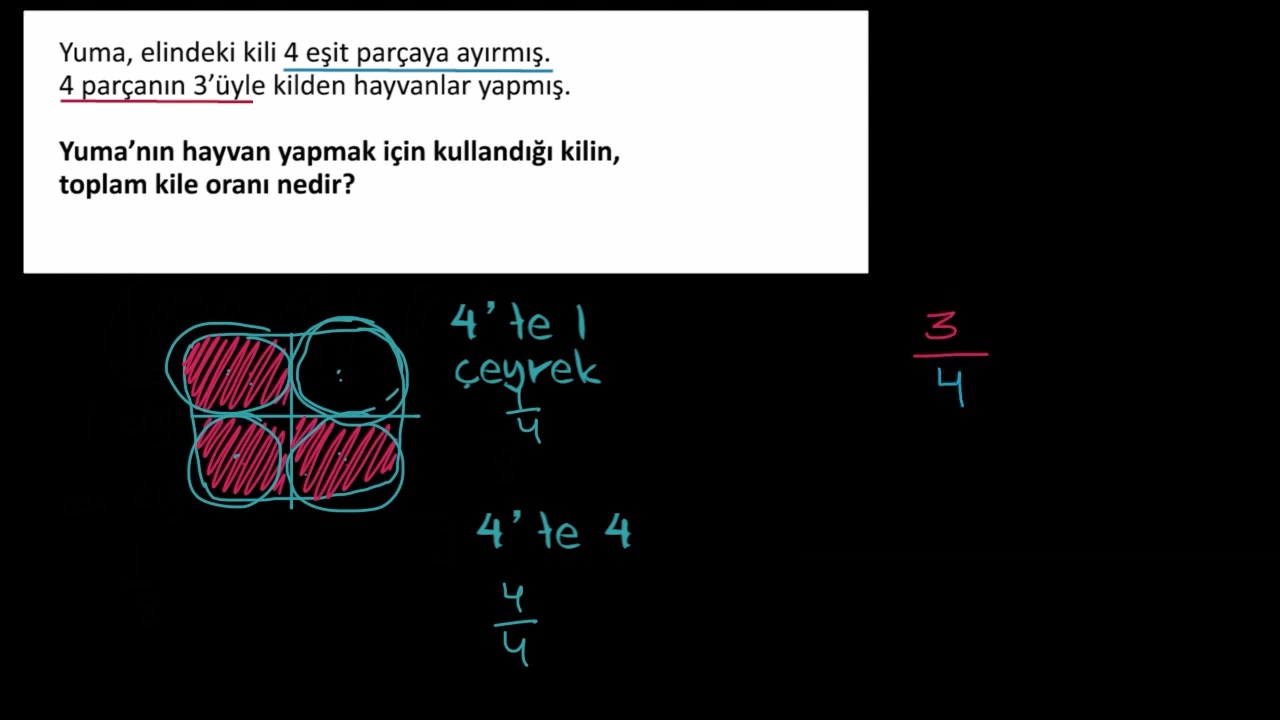 Yuma, elindeki kili 4 eşit parçaya ayırmış.
4 parçanın 3’üyle kilden hayvanlar yapmış.
Yuma’nın hayvan yapmak için kullandığı kilin,
toplam kile oranı nedir?
4’te 1
çeyrek
1
4
4’te 4
4
4
3
4